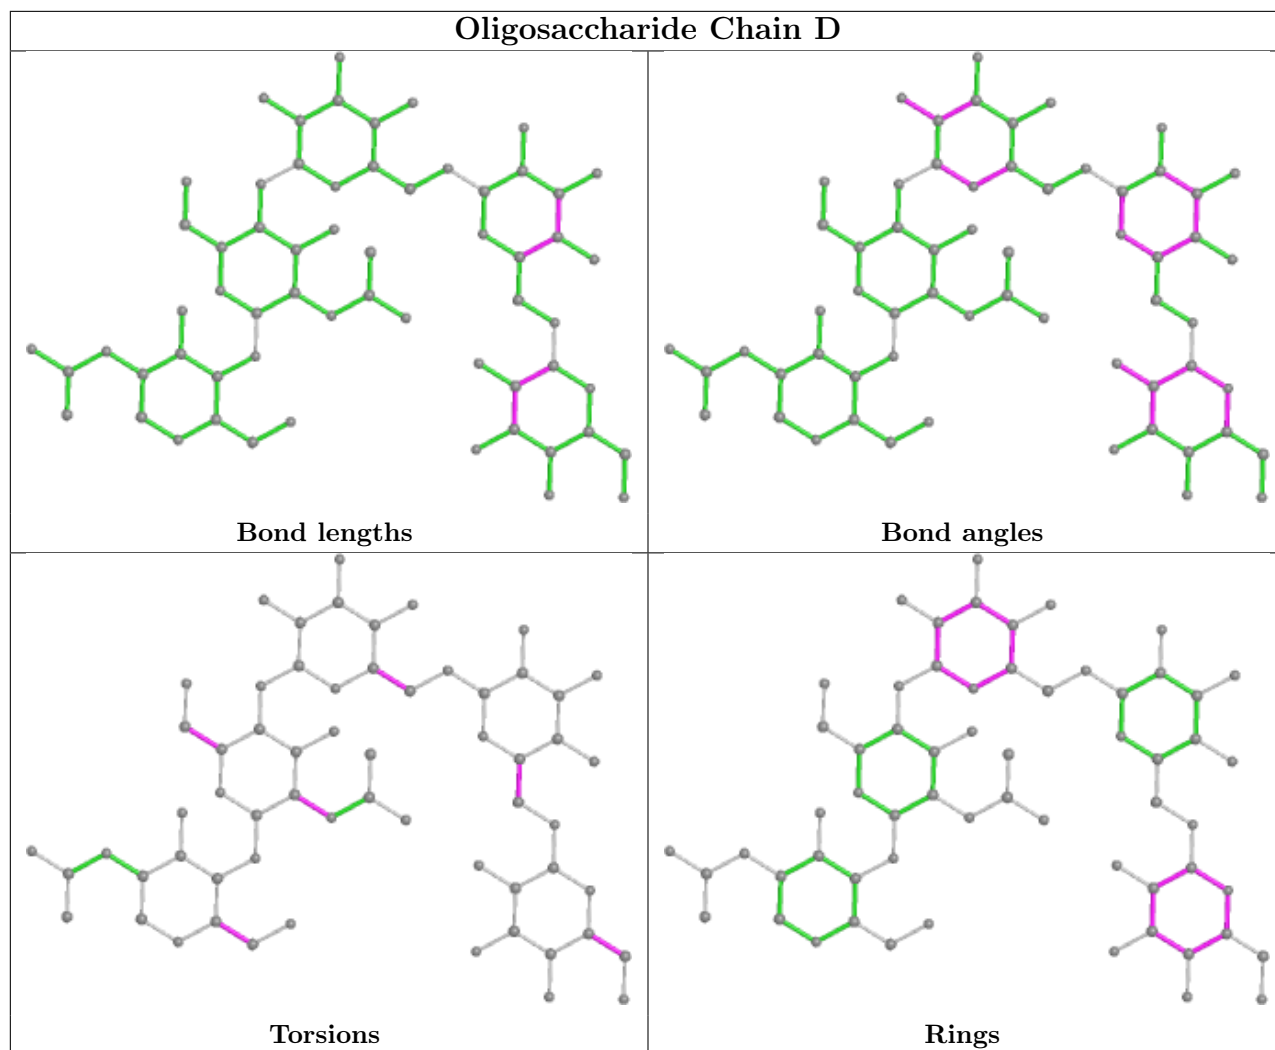 Oligosaccharide Chain D
Bond lengths
Bond angles
Torsions
Rings